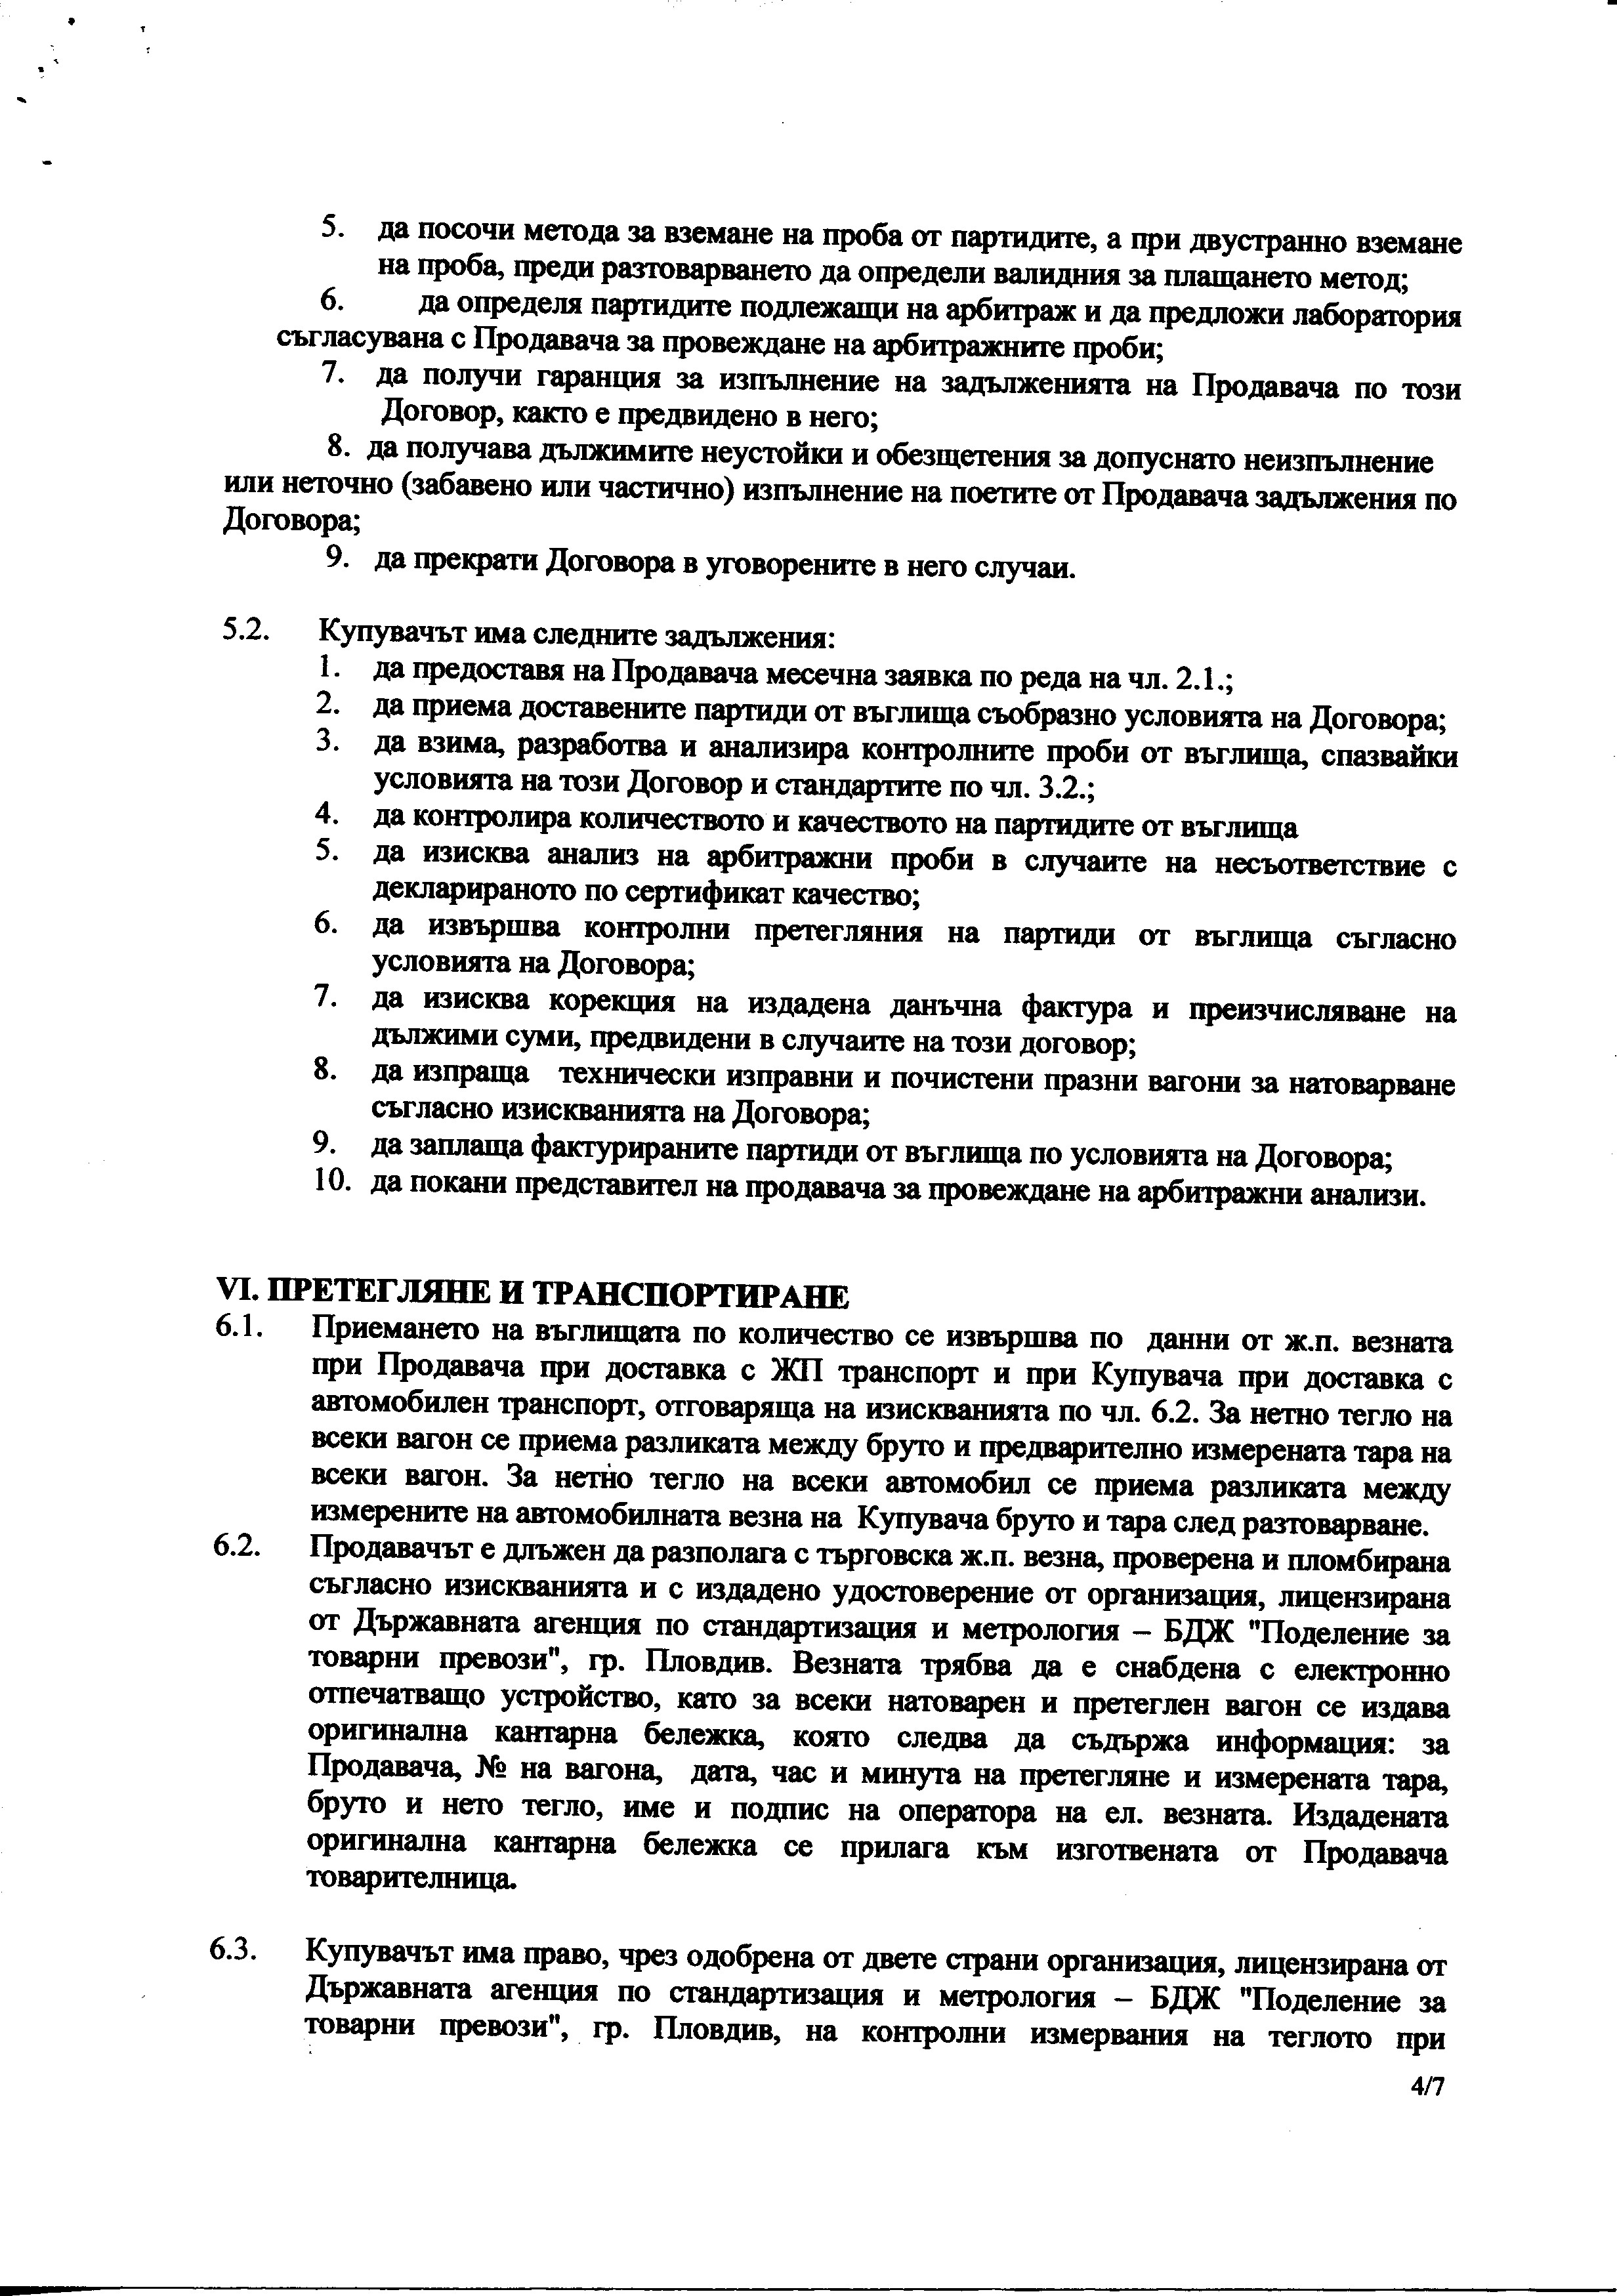 5. да посочи метода за вземане на проба от партидите, а при двустранно вземане
на проба, преди разтоварването да определи валидния за плащането метод;
6. да определя партидите подлежащи на арбитраж и да предложи лаборатория
съгласувана с Продавача за провеждане на арбитражните проби;
7. да получи гаранция за изпълнение на задълженията на Продавача по този
Договор, както е предвидено в него;
8. да получава дължимите неустойки и обезщетения за допуснато неизпълнение
или неточно (забавено или частично) изпълнение на поетите от Продавача задължения по
Договора;
9. да прекрати Договора в уговорените в него случаи.
5.2. Купувачът има следните задължения:
1. да предоставя на Продавача месечна заявка по реда на чл. 2.1.;
2. да приема доставените партиди от въглища съобразно условията на Договора;
3. да взима, разработва и анализира контролните проби от въглища, спазвайки
условията на този Договор и стандартите по чл. 3.2.;
4. да контролира количеството и качеството на партидите от въглища
5. да изисква анализ на арбитражни проби в случаите на несъответствие с
декларираното по сертификат качество;
6. да извършва контролни претегляния на партиди от въглища съгласно
условията на Договора;
7. да изисква корекция на издадена данъчна фактура и преизчисляване на
дължими суми, предвидени в случаите на този договор;
8. да изпраща технически изправни и почистени празни вагони за натоварване
съгласно изискванията на Договора;
9. да заплаща фактурираните партиди от въглища по условията на Договора;
10. да покани представител на продавача за провеждане на арбитражни анализи.
VI. ПРЕТЕГЛЯНЕ И ТРАНСПОРТИРАНЕ
6.1. Приемането на въглищата по количество се извършва по данни от ж.п. везната
при Продавача при доставка с ЖП транспорт и при Купувача при доставка с
автомобилен транспорт, отговаряща на изискванията по чл. 6.2. За нетно тегло на
всеки вагон се приема разликата между бруто и предварително измерената тара на
всеки вагон. За нетно тегло на всеки автомобил се приема разликата между
измерените на автомобилната везна на Купувача бруто и тара след разтоварване.
6.2. Продавачът е длъжен да разполага с търговска ж.п. везна, проверена и пломбирана
съгласно изискванията и с издадено удостоверение от организация, лицензирана
от Държавната агенция по стандартизация и метрология – БДЖ "Поделение за
товарни превози", гр. Пловдив. Везната трябва да е снабдена с електронно
отпечатващо устройство, като за всеки натоварен и претеглен вагон се издава
оригинална кантарна бележка, която следва да съдържа информация: за
Продавача, № на вагона, дата, час и минута на претегляне и измерената тара,
бруто и нето тегло, име и подпис на оператора на ел. везната. Издадената
оригинална кантарна бележка се прилага към изготвената от Продавача
товарителница.
6.3. Купувачът има право, чрез одобрена от двете страни организация, лицензирана от
Държавната агенция по стандартизация и метрология – БДЖ "Поделение за
товарни превози", гр. Пловдив, на контролни измервания на теглото при
4/7